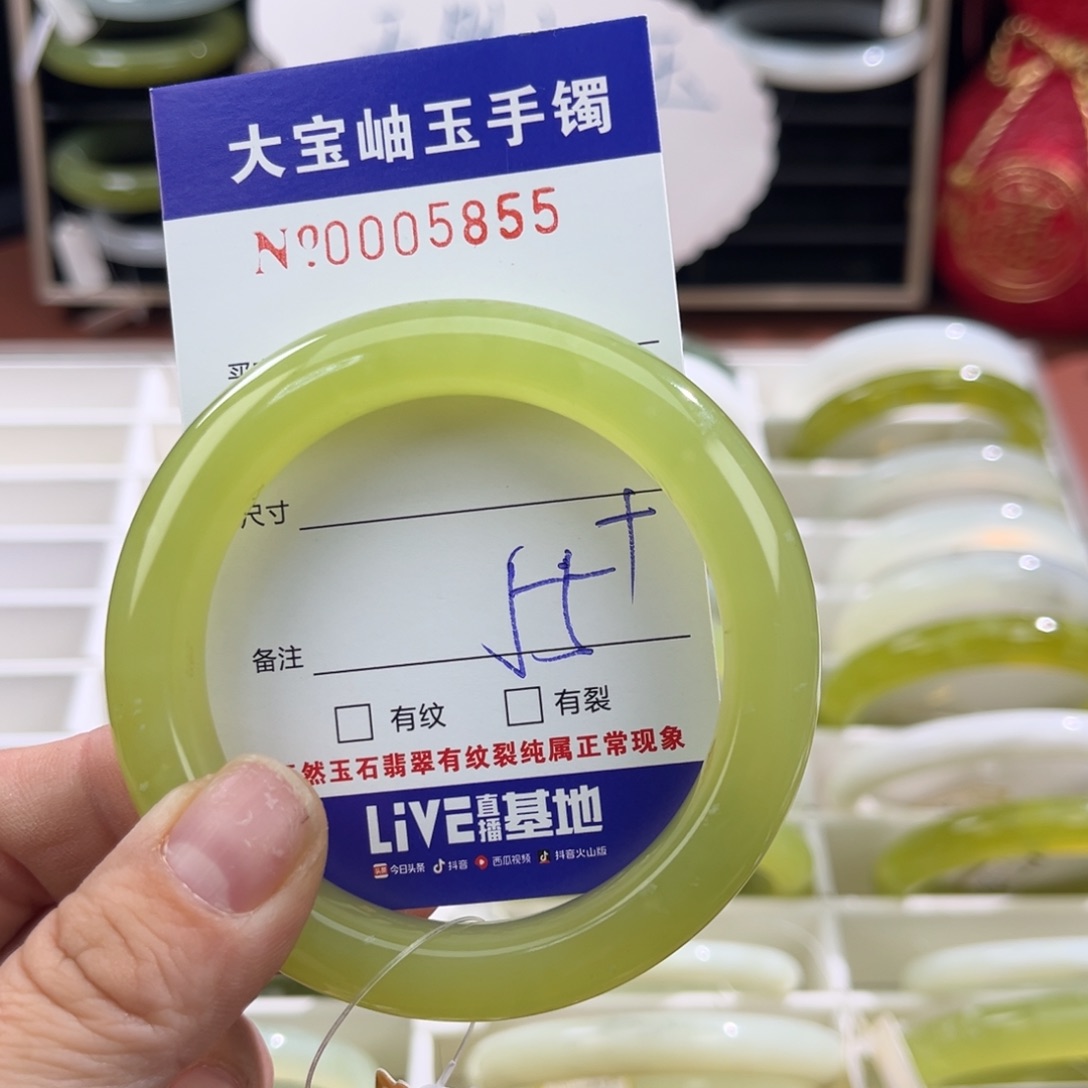 大宝岫玉手镯
Nº0005855
尺寸
备注
□ 有纹 □ 有裂
然玉石翡翠有纹裂纯属正常现象
LiVE直播基地
今日头条 抖音 西瓜视频 抖音火山版